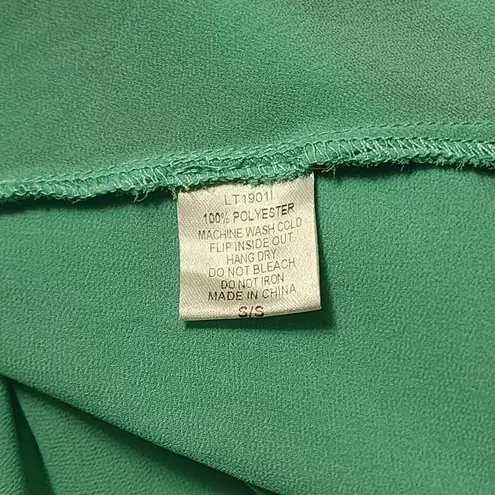 LT1901I
100% POLYESTER
MACHINE WASH COLD
FLIP INSIDE OUT
HANG DRY
DO NOT BLEACH
DO NOT IRON
MADE IN CHINA
S/S